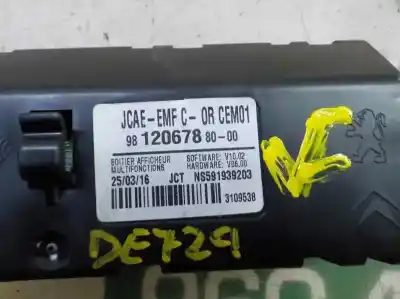 JCAE-EMF C-OR CEM01
98 120678 80-00
BOITIER AFFICHEUR
MULTIFONCTIONS
SOFTWARE: V10.02
HARDWARE: V06.00
25/03/16 JCT NS591939203
3109538
DE729